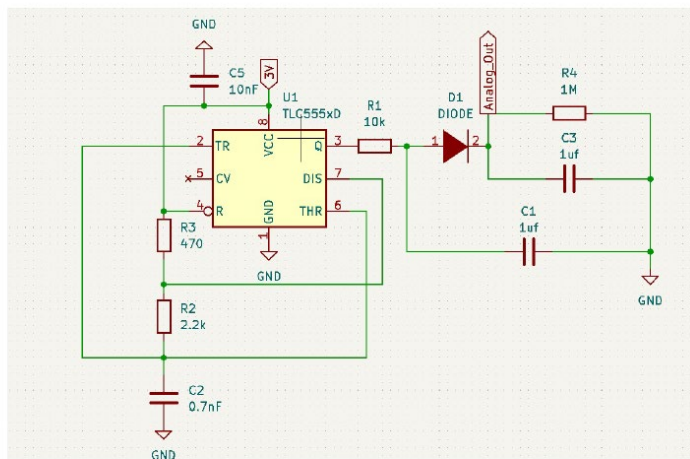 GND
C5
10nF
3V
U1
TLC555xD
R1
10k
D1
DIODE
Analog_Out
R4
1M
C3
1uf
8
VCC
2
TR
Q
3
5
CV
DIS
7
4
R
GND
THR
6
1
GND
1
2
C1
1uf
R3
470
R2
2.2k
GND
C2
0.7nF
GND